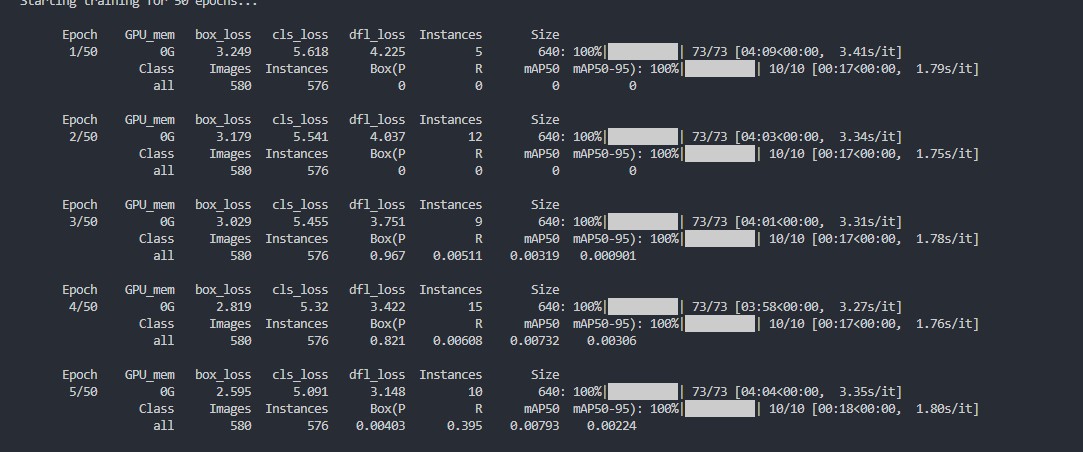 Starting training for 50 epochs...
Epoch GPU_mem box_loss cls_loss dfl_loss Instances Size
1/50 0G 3.249 5.618 4.225 5 640: 100%|██████████| 73/73 [04:09<00:00, 3.41s/it]
Class Images Instances Box(P R mAP50 mAP50-95): 100%|██████████| 10/10 [00:17<00:00, 1.79s/it]
all 580 576 0 0 0 0
Epoch GPU_mem box_loss cls_loss dfl_loss Instances Size
2/50 0G 3.179 5.541 4.037 12 640: 100%|██████████| 73/73 [04:03<00:00, 3.34s/it]
Class Images Instances Box(P R mAP50 mAP50-95): 100%|██████████| 10/10 [00:17<00:00, 1.75s/it]
all 580 576 0 0 0 0
Epoch GPU_mem box_loss cls_loss dfl_loss Instances Size
3/50 0G 3.029 5.455 3.751 9 640: 100%|██████████| 73/73 [04:01<00:00, 3.31s/it]
Class Images Instances Box(P R mAP50 mAP50-95): 100%|██████████| 10/10 [00:17<00:00, 1.78s/it]
all 580 576 0.967 0.00511 0.00319 0.000901
Epoch GPU_mem box_loss cls_loss dfl_loss Instances Size
4/50 0G 2.819 5.32 3.422 15 640: 100%|██████████| 73/73 [03:58<00:00, 3.27s/it]
Class Images Instances Box(P R mAP50 mAP50-95): 100%|██████████| 10/10 [00:17<00:00, 1.76s/it]
all 580 576 0.821 0.00608 0.00732 0.00306
Epoch GPU_mem box_loss cls_loss dfl_loss Instances Size
5/50 0G 2.595 5.091 3.148 10 640: 100%|██████████| 73/73 [04:04<00:00, 3.35s/it]
Class Images Instances Box(P R mAP50 mAP50-95): 100%|██████████| 10/10 [00:18<00:00, 1.80s/it]
all 580 576 0.00403 0.395 0.00793 0.00224